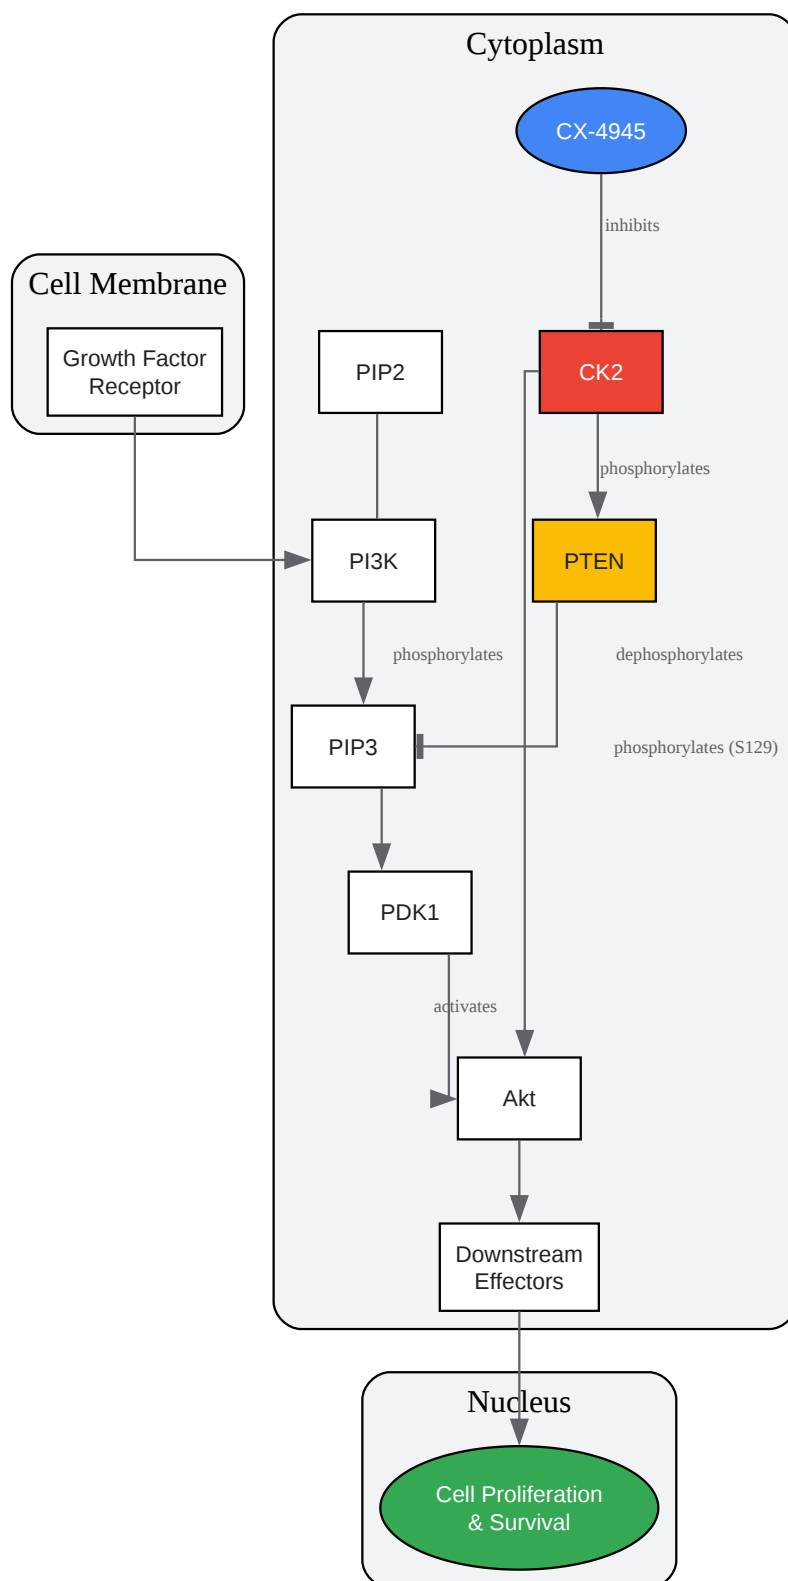 Cytoplasm
CX-4945
inhibits
Cell Membrane
Growth Factor
Receptor
PIP2
CK2
phosphorylates
PI3K
PTEN
phosphorylates
dephosphorylates
PIP3
phosphorylates (S129)
PDK1
activates
Akt
Downstream
Effectors
Nucleus
Cell Proliferation
& Survival